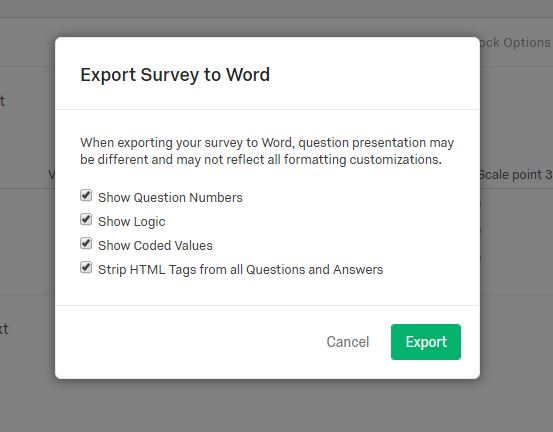 ock Options
Export Survey to Word
When exporting your survey to Word, question presentation may
be different and may not reflect all formatting customizations.
Scale point 3
Show Question Numbers
Show Logic
Show Coded Values
Strip HTML Tags from all Questions and Answers
Cancel
Export